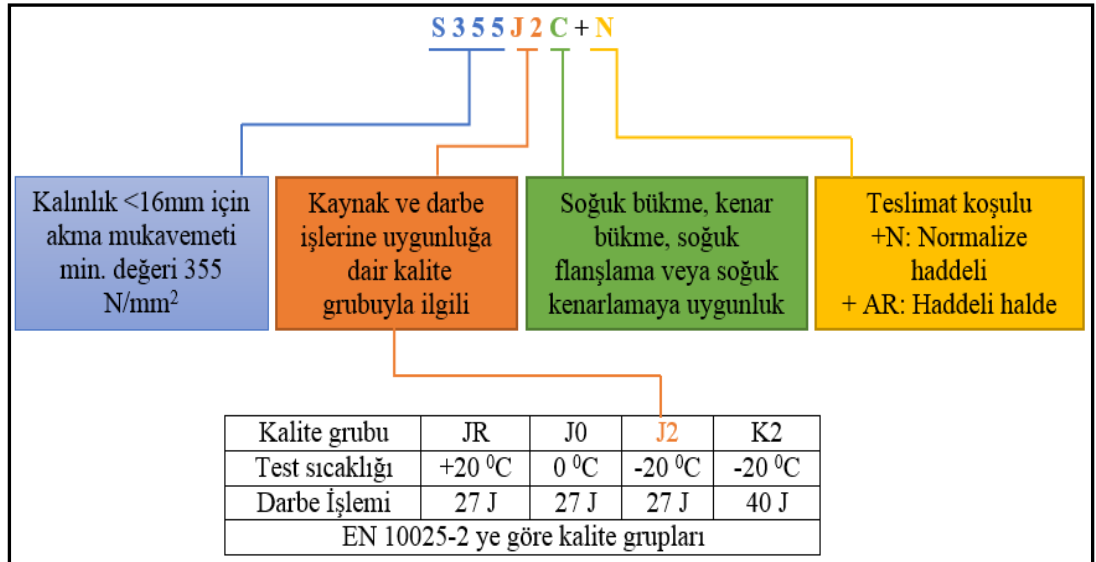 S355J2C+N
Kalınlık <16mm için
akma mukavemeti
min. değeri 355
N/mm²
Kaynak ve darbe
işlerine uygunluğa
dair kalite
grubuyla ilgili
Soğuk bükme, kenar
bükme, soğuk
flanşlama veya soğuk
kenarlamaya uygunluk
Teslimat koşulu
+N: Normalize
haddeli
+ AR: Haddeli halde
Kalite grubu JR J0 J2 K2
Test sıcaklığı +20 ⁰C 0 ⁰C -20 ⁰C -20 ⁰C
Darbe İşlemi 27 J 27 J 27 J 40 J
EN 10025-2 ye göre kalite grupları